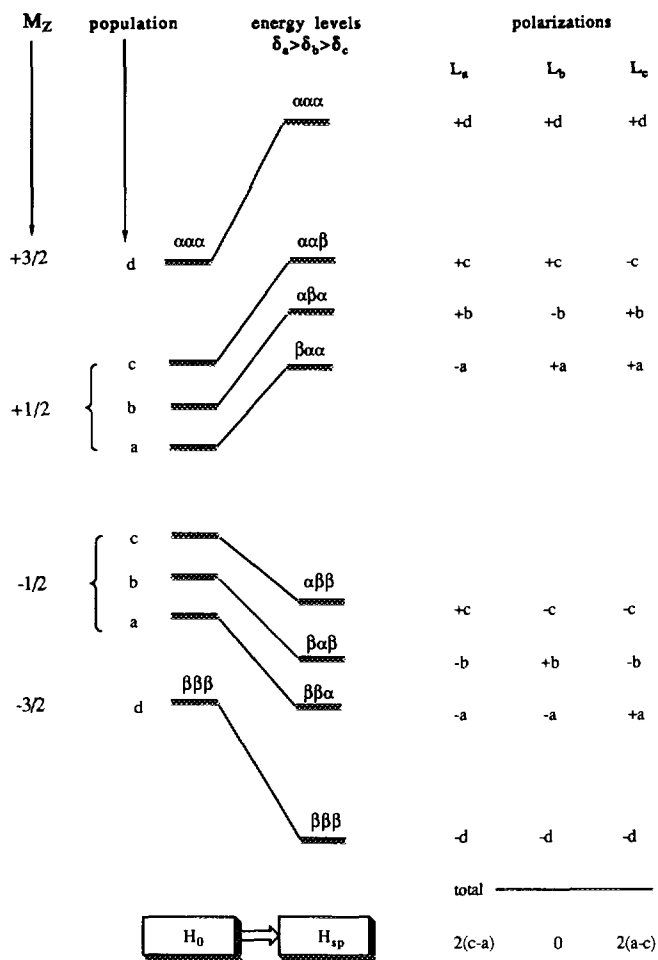 M_Z population energy levels polarizations
δ_a>δ_b>δ_c
L_a L_b L_c
ααα +d +d +d
+3/2 d ααα ααβ +c +c -c
αβα +b -b +b
c βαα -a +a +a
+1/2 b
a
c
-1/2 b αββ +c -c -c
a βαβ -b +b -b
-3/2 d βββ ββα -a -a +a
βββ -d -d -d
total
H_0 H_sp 2(c-a) 0 2(a-c)